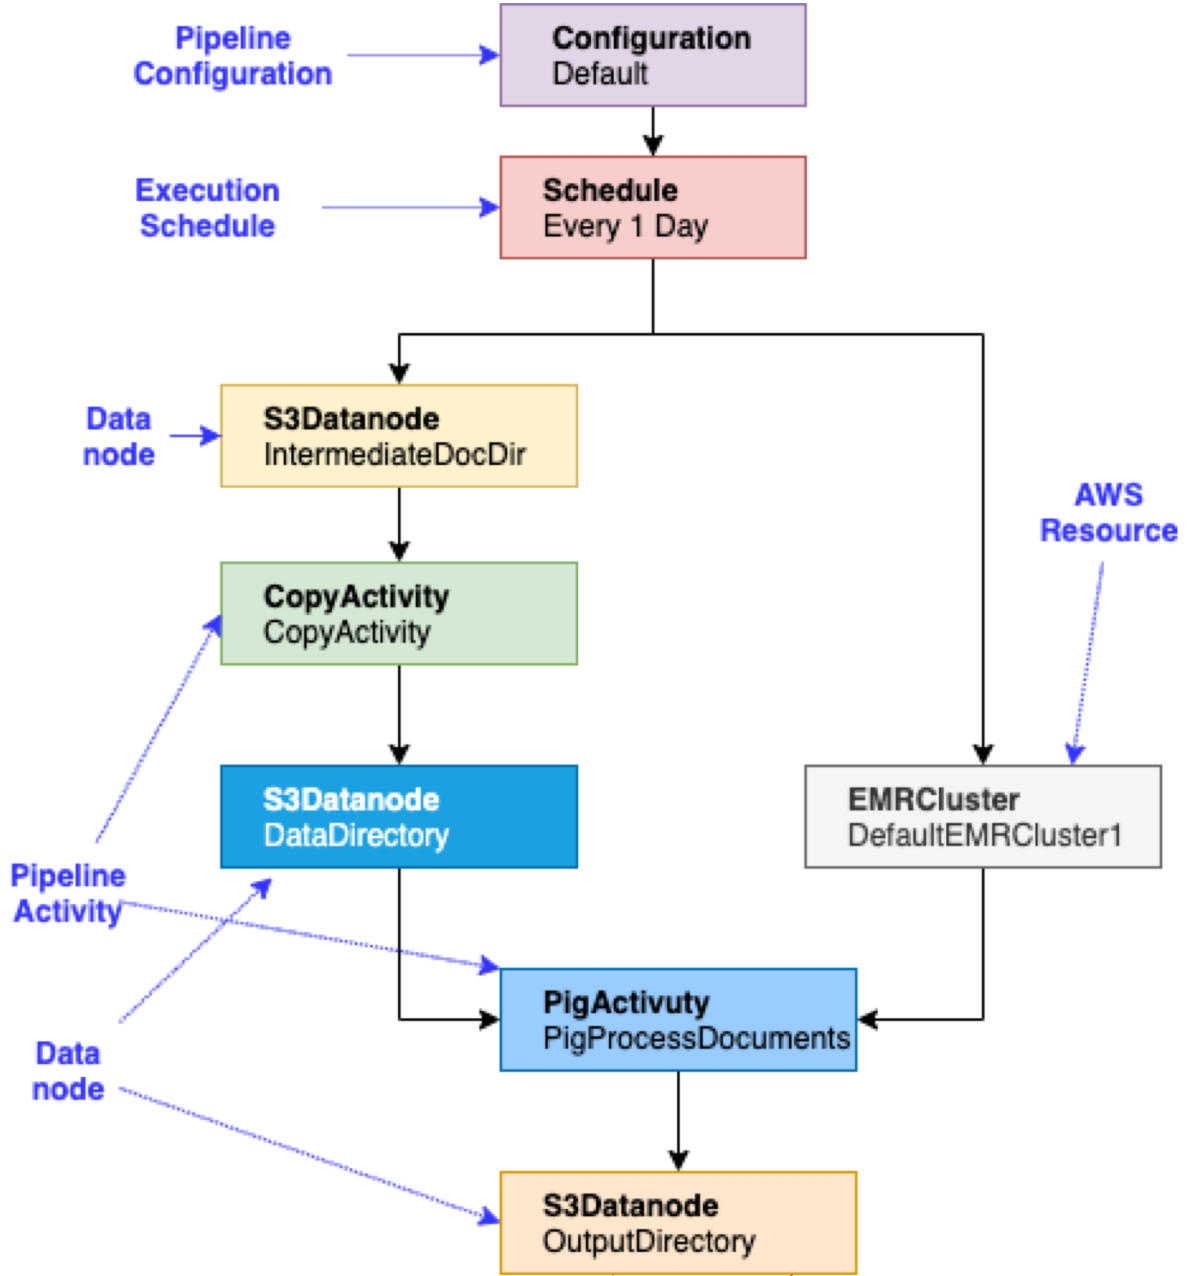 Pipeline
Configuration
Configuration
Default
Execution
Schedule
Schedule
Every 1 Day
Data
node
S3Datanode
IntermediateDocDir
AWS
Resource
CopyActivity
CopyActivity
S3Datanode
DataDirectory
EMRCluster
DefaultEMRCluster1
Pipeline
Activity
PigActivuty
PigProcessDocuments
Data
node
S3Datanode
OutputDirectory